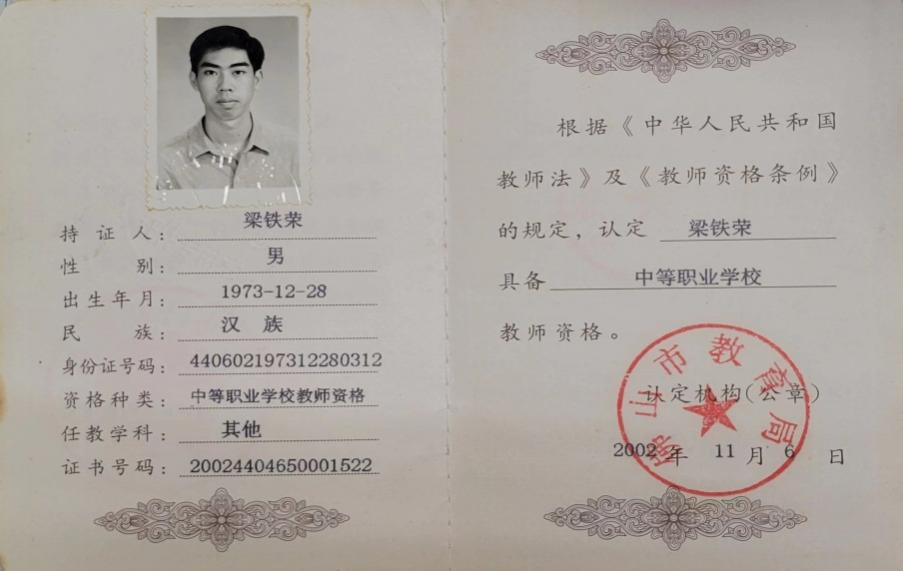 持证人：梁铁荣
性别：男
出生年月：1973-12-28
民族：汉 族
身份证号码：440602197312280312
资格种类：中等职业学校教师资格
任教学科：其他
证书号码：20024404650001522
根据《中华人民共和国
教师法》及《教师资格条例》
的规定，认定 梁铁荣
具备 中等职业学校
教师资格。
佛山市教育局
认定机构(公章)
2002 年 11 月 6 日